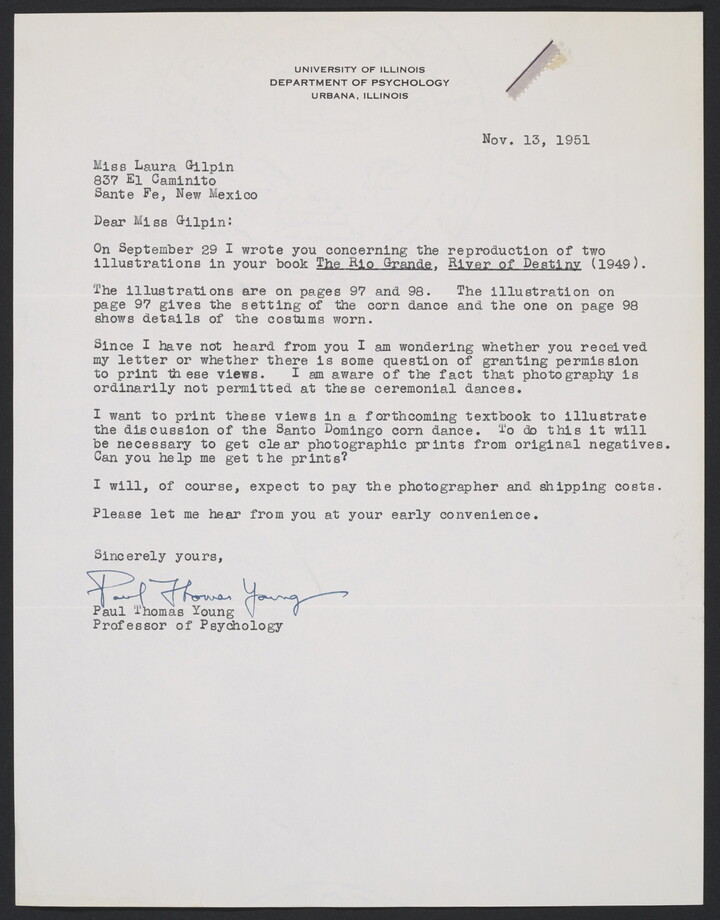 UNIVERSITY OF ILLINOIS
DEPARTMENT OF PSYCHOLOGY
URBANA, ILLINOIS
Nov. 13, 1951
Miss Laura Gilpin
837 El Caminito
Sante Fe, New Mexico
Dear Miss Gilpin:
On September 29 I wrote you concerning the reproduction of two
illustrations in your book The Rio Grande, River of Destiny (1949).
The illustrations are on pages 97 and 98. The illustration on
page 97 gives the setting of the corn dance and the one on page 98
shows details of the costums worn.
Since I have not heard from you I am wondering whether you received
my letter or whether there is some question of granting permission
to print these views. I am aware of the fact that photography is
ordinarily not permitted at these ceremonial dances.
I want to print these views in a forthcoming textbook to illustrate
the discussion of the Santo Domingo corn dance. To do this it will
be necessary to get clear photographic prints from original negatives.
Can you help me get the prints?
I will, of course, expect to pay the photographer and shipping costs.
Please let me hear from you at your early convenience.
Sincerely yours,
Paul Thomas Young
Paul Thomas Young
Professor of Psychology